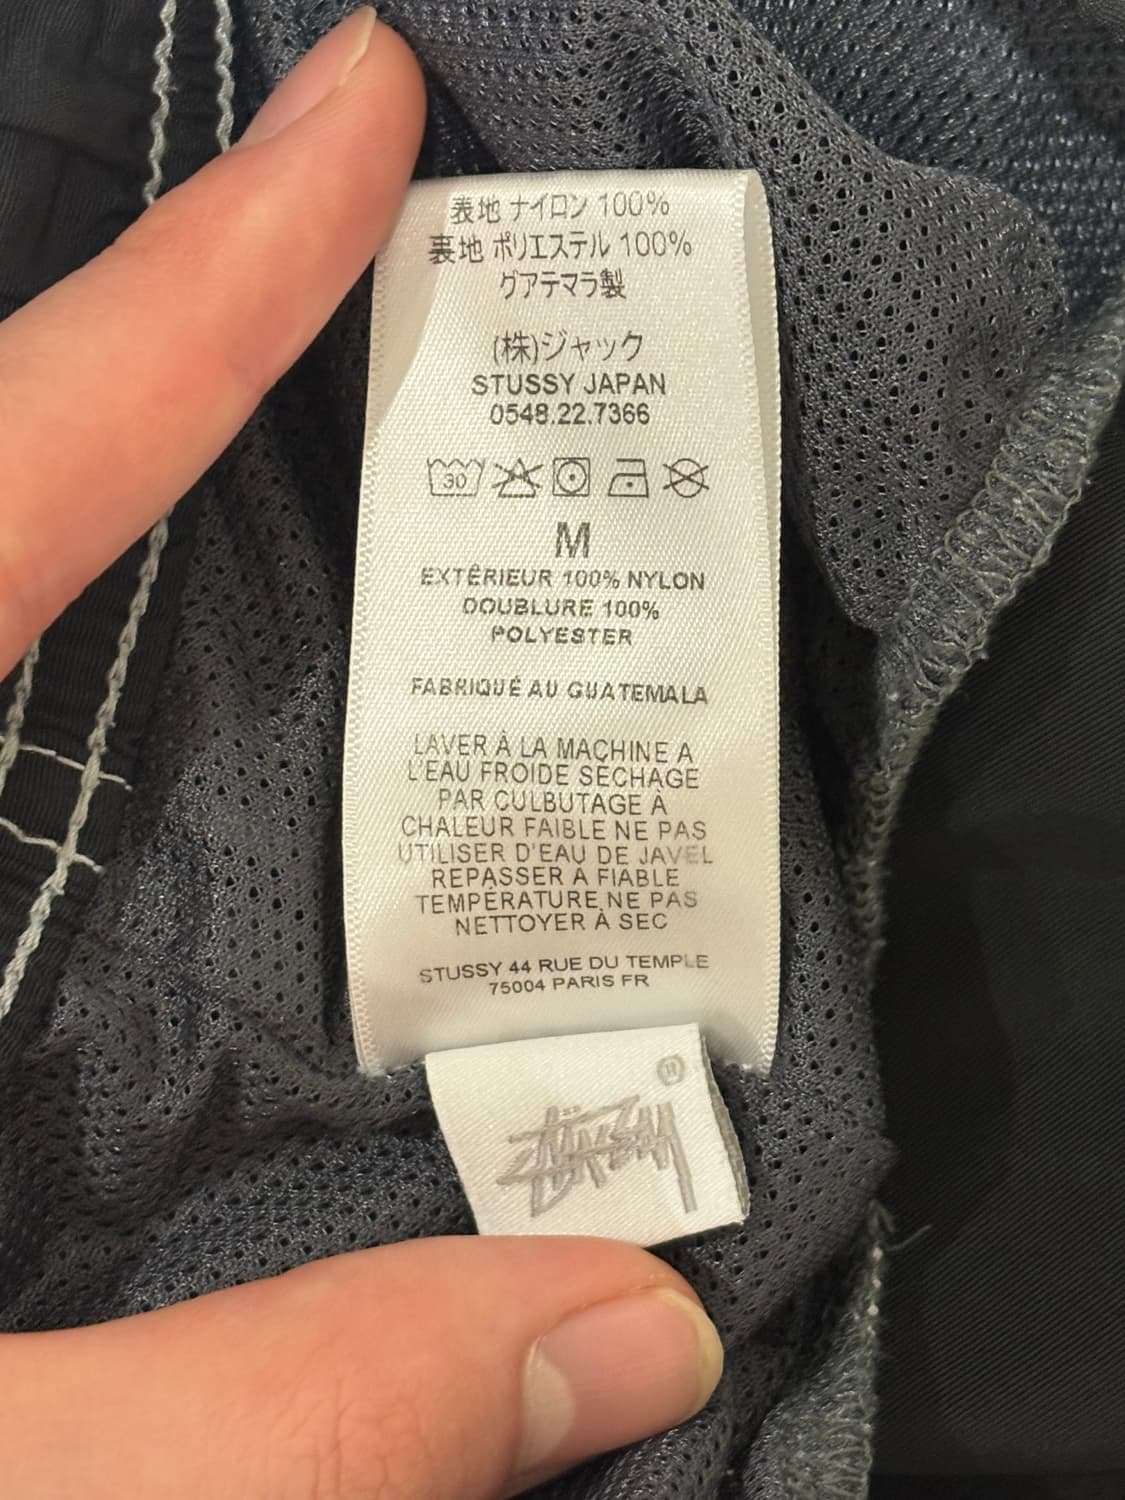 表地 ナイロン 100%
裏地 ポリエステル 100%
グアテマラ製
(株)ジャック
STUSSY JAPAN
0548.22.7366
30
M
EXTÉRIEUR 100% NYLON
DOUBLURE 100%
POLYESTER
FABRIQUÉ AU GUATEMALA
LAVER À LA MACHINE A
L'EAU FROIDE SÉCHAGE
PAR CULBUTAGE À
CHALEUR FAIBLE NE PAS
UTILISER D'EAU DE JAVEL
REPASSER A FIABLE
TEMPÉRATURE NE PAS
NETTOYER À SEC
STUSSY 44 RUE DU TEMPLE
75004 PARIS FR
Stüssy ®